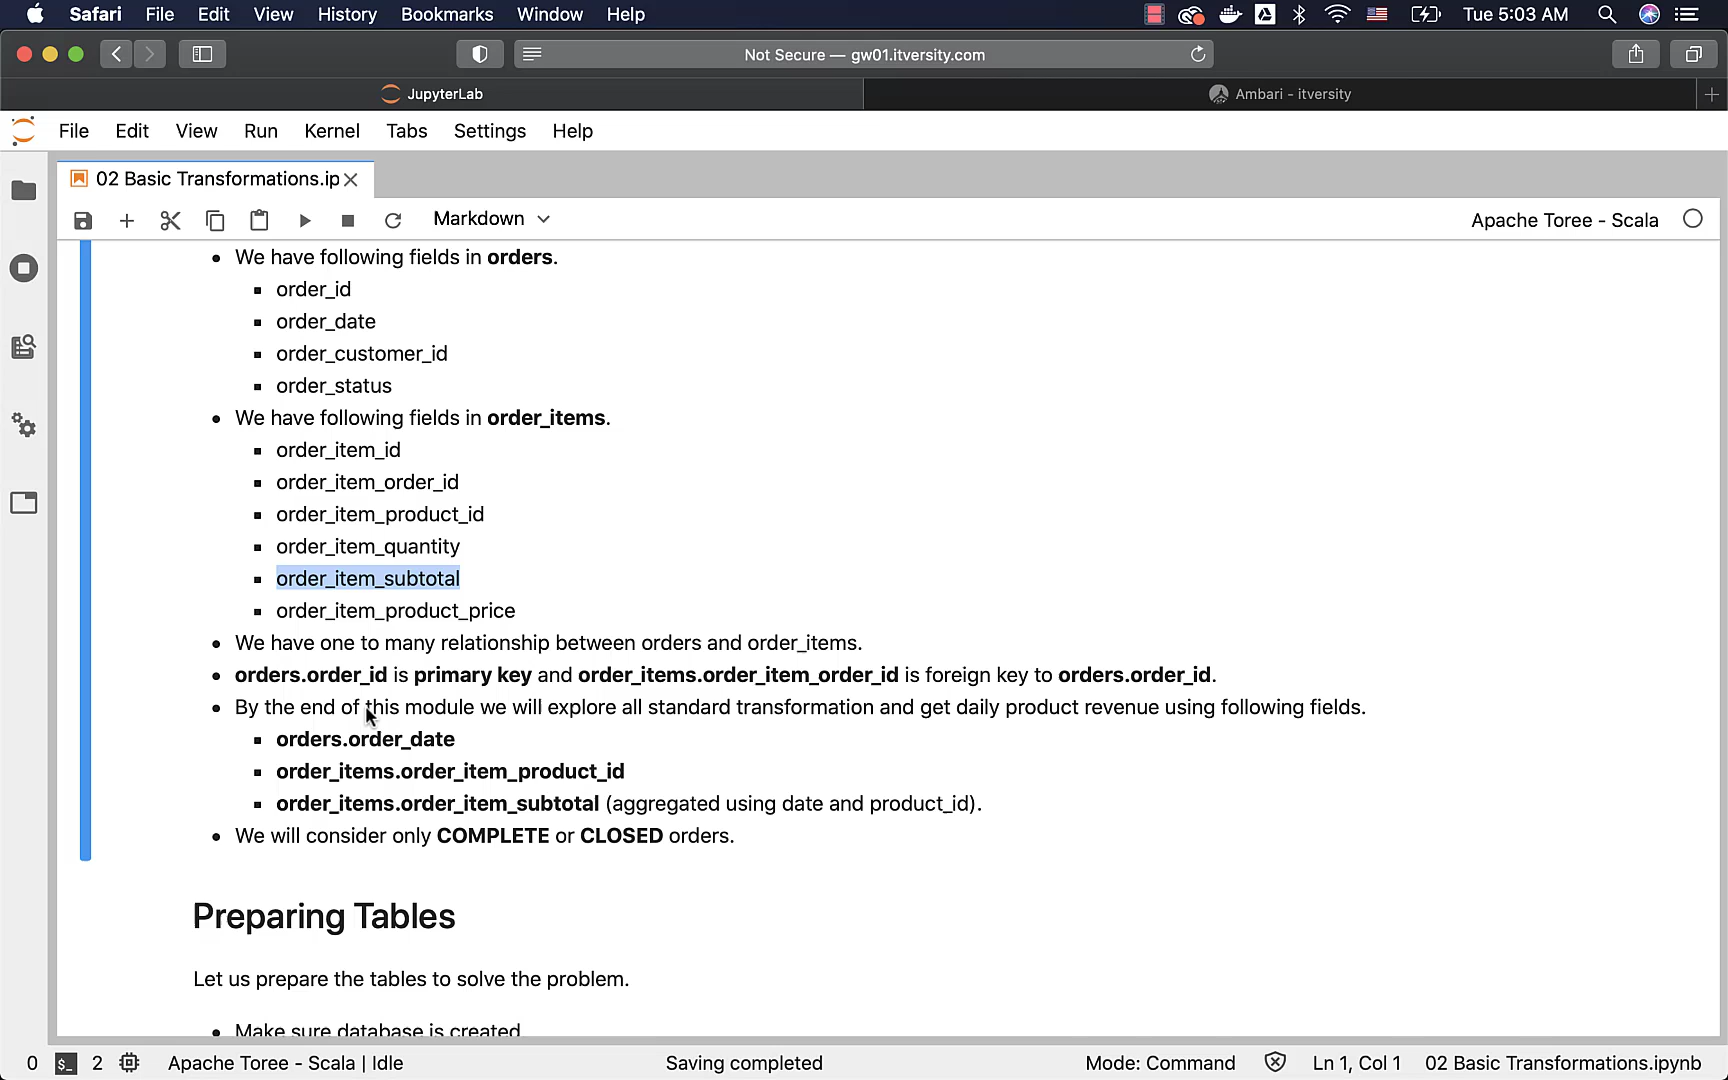 Safari File Edit View History Bookmarks Window Help Tue 5:03 AM
Not Secure — gw01.itversity.com
JupyterLab
Ambari - itversity
File Edit View Run Kernel Tabs Settings Help
02 Basic Transformations.ip
Markdown
Apache Toree - Scala
• We have following fields in orders.
▪ order_id
▪ order_date
▪ order_customer_id
▪ order_status
• We have following fields in order_items.
▪ order_item_id
▪ order_item_order_id
▪ order_item_product_id
▪ order_item_quantity
▪ order_item_subtotal
▪ order_item_product_price
• We have one to many relationship between orders and order_items.
• orders.order_id is primary key and order_items.order_item_order_id is foreign key to orders.order_id.
• By the end of this module we will explore all standard transformation and get daily product revenue using following fields.
▪ orders.order_date
▪ order_items.order_item_product_id
▪ order_items.order_item_subtotal (aggregated using date and product_id).
• We will consider only COMPLETE or CLOSED orders.
Preparing Tables
Let us prepare the tables to solve the problem.
• Make sure database is created
0 $_ 2 Apache Toree - Scala | Idle Saving completed Mode: Command Ln 1, Col 1 02 Basic Transformations.ipynb